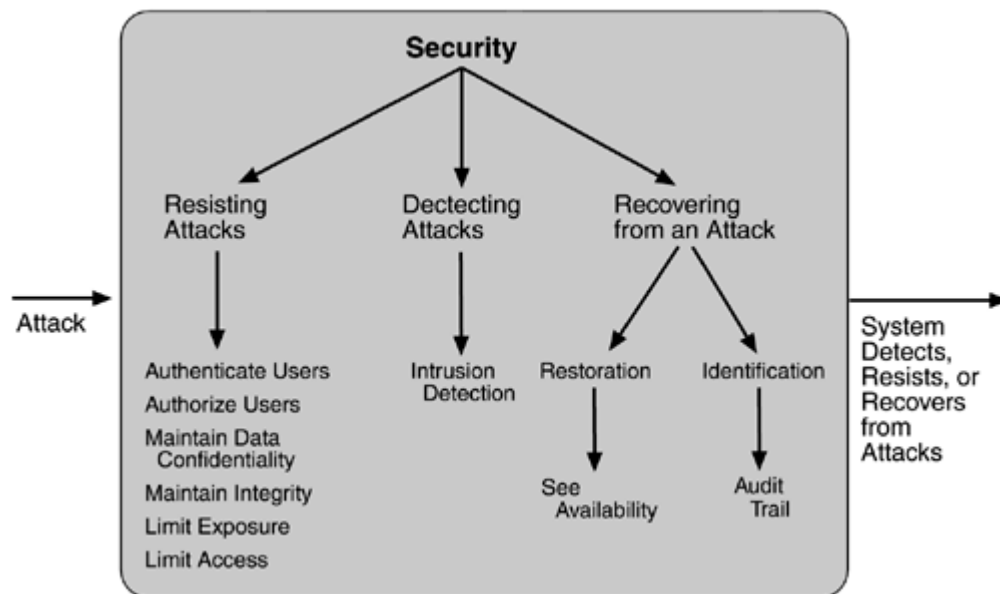 Security
Resisting
Attacks
Dectecting
Attacks
Recovering
from an Attack
Attack
Authenticate Users
Authorize Users
Maintain Data
Confidentiality
Maintain Integrity
Limit Exposure
Limit Access
Intrusion
Detection
Restoration
Identification
See
Availability
Audit
Trail
System
Detects,
Resists, or
Recovers
from
Attacks